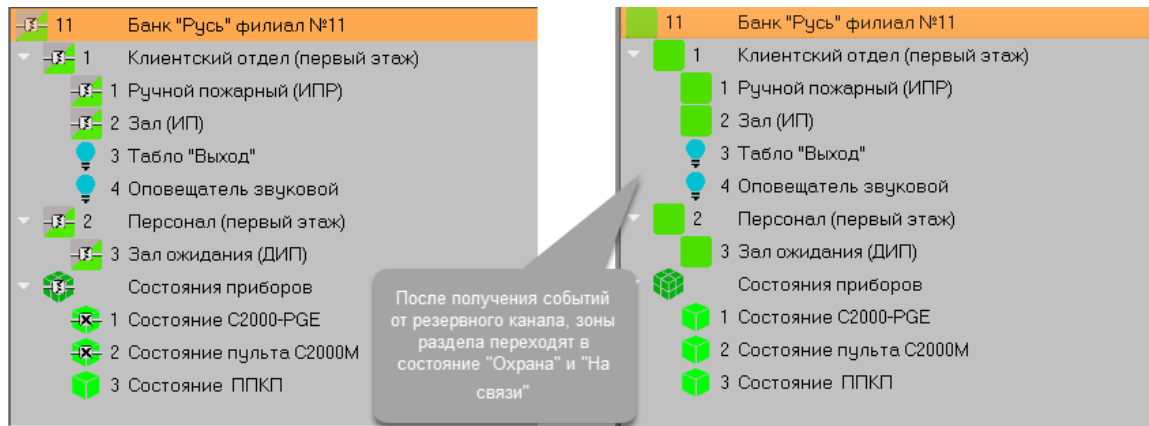 11 Банк "Русь" филиал №11
1 Клиентский отдел (первый этаж)
1 Ручной пожарный (ИПР)
2 Зал (ИП)
3 Табло "Выход"
4 Оповещатель звуковой
2 Персонал (первый этаж)
3 Зал ожидания (ДИП)
Состояния приборов
1 Состояние С2000-PGE
2 Состояние пульта С2000М
3 Состояние ППКП
После получения событий
от резервного канала, зоны
раздела переходят в
состояние "Охрана" и "На
связи"
11 Банк "Русь" филиал №11
1 Клиентский отдел (первый этаж)
1 Ручной пожарный (ИПР)
2 Зал (ИП)
3 Табло "Выход"
4 Оповещатель звуковой
2 Персонал (первый этаж)
3 Зал ожидания (ДИП)
Состояния приборов
1 Состояние С2000-PGE
2 Состояние пульта С2000М
3 Состояние ППКП